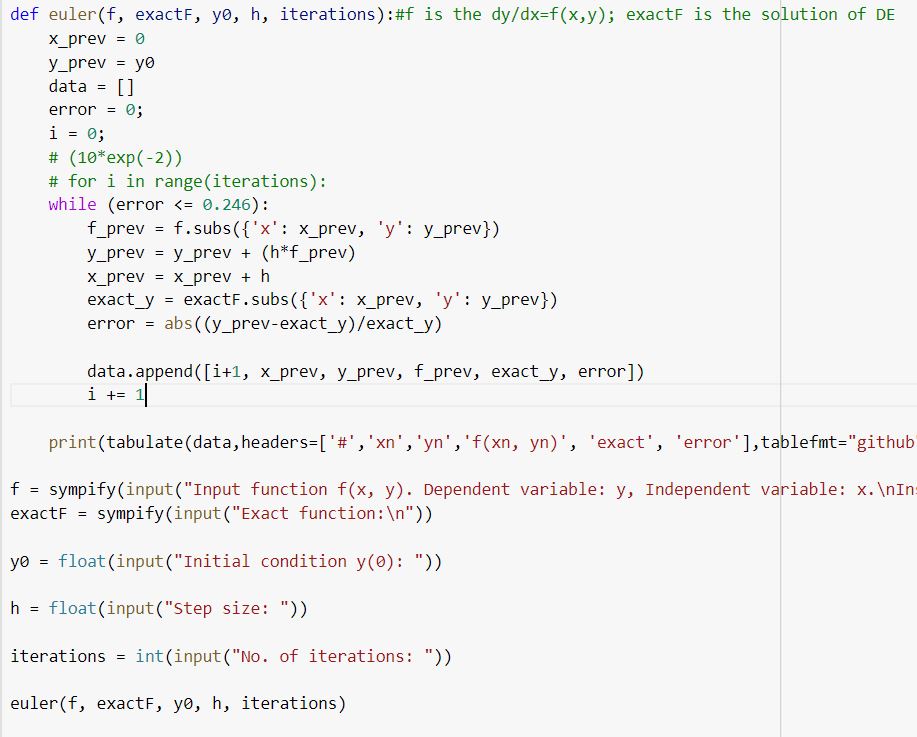 def euler(f, exactF, y0, h, iterations):#f is the dy/dx=f(x,y); exactF is the solution of DE
    x_prev = 0
    y_prev = y0
    data = []
    error = 0;
    i = 0;
    # (10*exp(-2))
    # for i in range(iterations):
    while (error <= 0.246):
        f_prev = f.subs({'x': x_prev, 'y': y_prev})
        y_prev = y_prev + (h*f_prev)
        x_prev = x_prev + h
        exact_y = exactF.subs({'x': x_prev, 'y': y_prev})
        error = abs((y_prev-exact_y)/exact_y)
        data.append([i+1, x_prev, y_prev, f_prev, exact_y, error])
        i += 1
    print(tabulate(data,headers=['#','xn','yn','f(xn, yn)', 'exact', 'error'],tablefmt="github"
f = sympify(input("Input function f(x, y). Dependent variable: y, Independent variable: x.\nIn
exactF = sympify(input("Exact function:\n"))
y0 = float(input("Initial condition y(0): "))
h = float(input("Step size: "))
iterations = int(input("No. of iterations: "))
euler(f, exactF, y0, h, iterations)